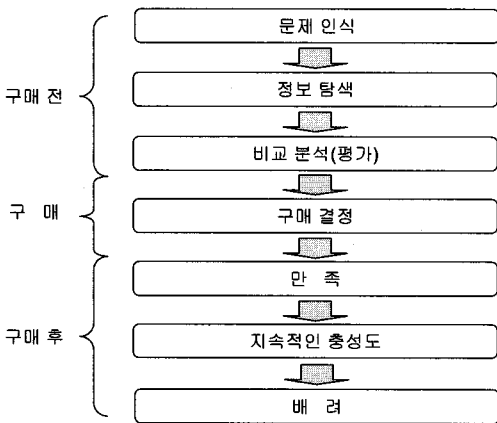 문제 인식
정보 탐색
구매 전
비교 분석(평가)
구 매
구매 결정
만 족
구매 후
지속적인 충성도
배 려